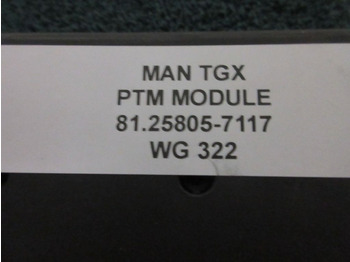 MAN TGX
PTM MODULE
81.25805-7117
WG 322